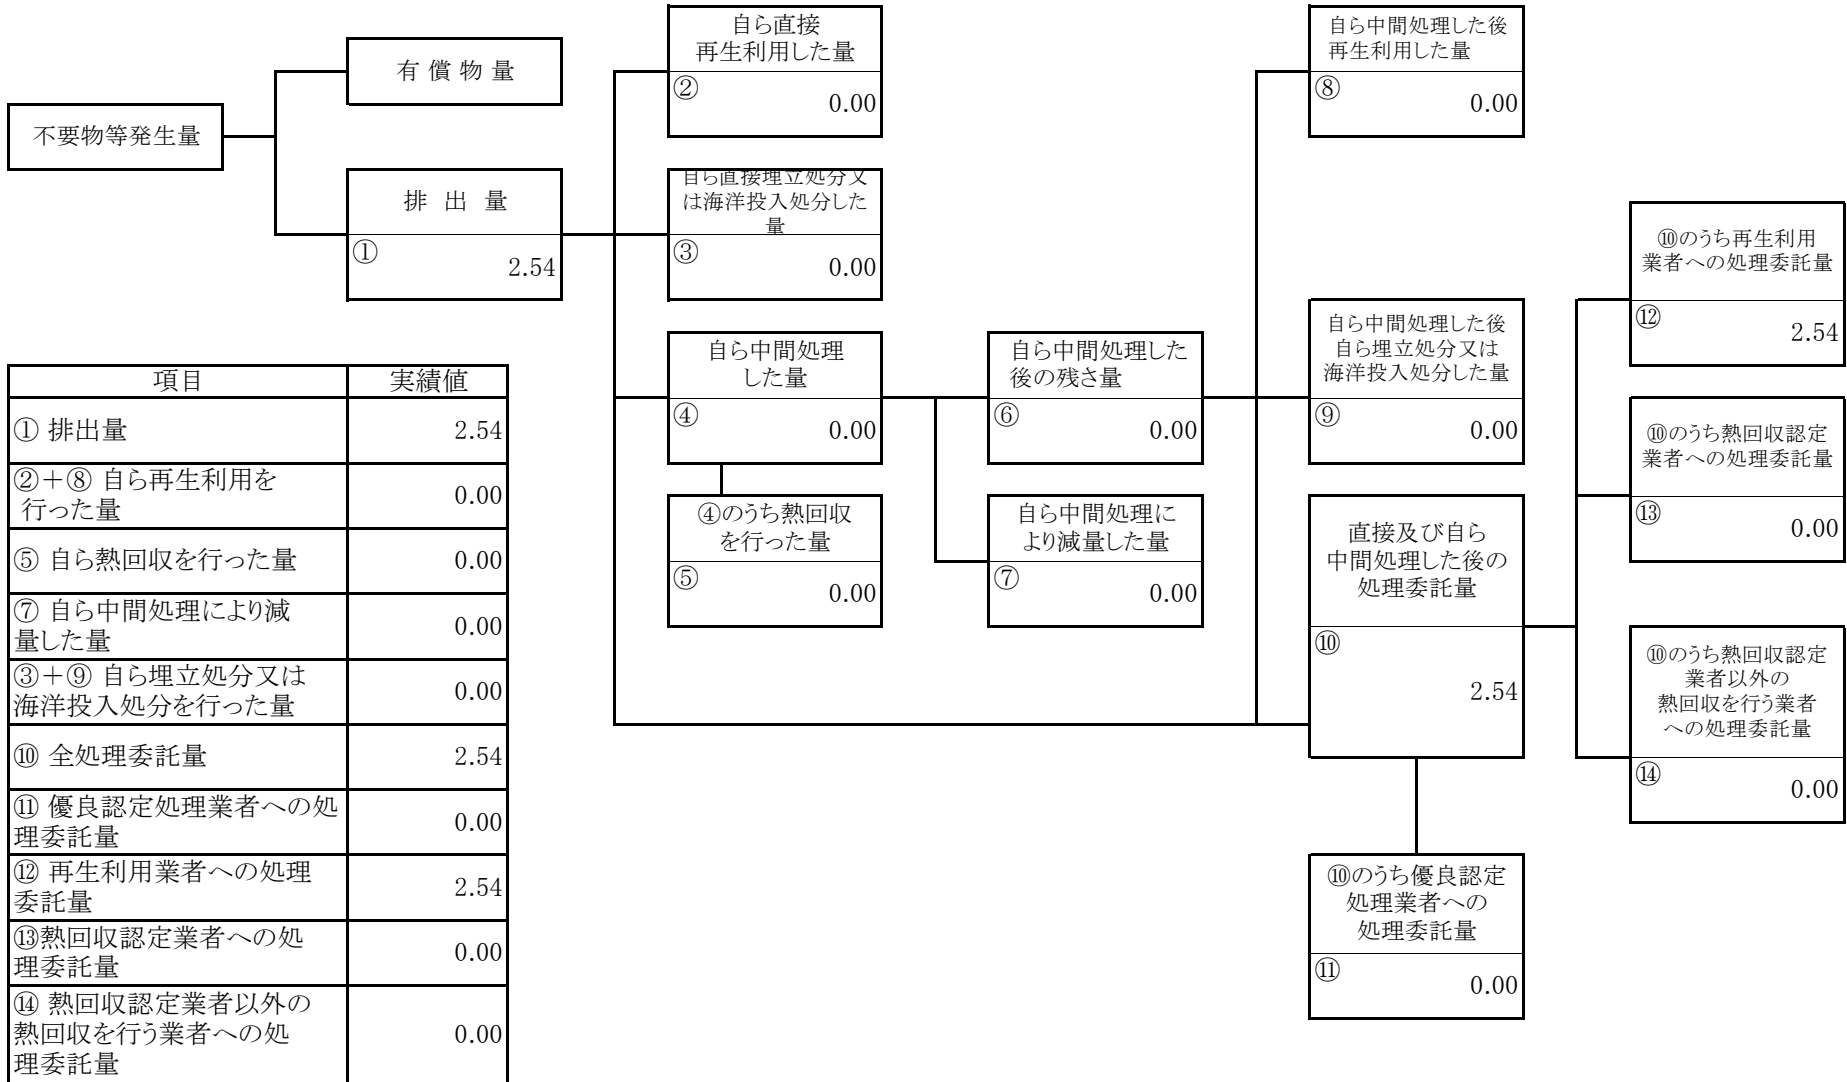 不要物等発生量
有 償 物 量
排 出 量
①
2.54
自ら直接
再生利用した量
②
0.00
自ら直接埋立処分又
は海洋投入処分した
量
③
0.00
自ら中間処理
した量
④
0.00
④のうち熱回収
を行った量
⑤
0.00
自ら中間処理した
後の残さ量
⑥
0.00
自ら中間処理に
より減量した量
⑦
0.00
自ら中間処理した後
再生利用した量
⑧
0.00
自ら中間処理した後
自ら埋立処分又は
海洋投入処分した量
⑨
0.00
直接及び自ら
中間処理した後の
処理委託量
⑩
2.54
⑩のうち優良認定
処理業者への
処理委託量
⑪
0.00
⑩のうち再生利用
業者への処理委託量
⑫
2.54
⑩のうち熱回収認定
業者への処理委託量
⑬
0.00
⑩のうち熱回収認定
業者以外の
熱回収を行う業者
への処理委託量
⑭
0.00
項目 実績値
① 排出量 2.54
②+⑧ 自ら再生利用を
行った量 0.00
⑤ 自ら熱回収を行った量 0.00
⑦ 自ら中間処理により減
量した量 0.00
③+⑨ 自ら埋立処分又は
海洋投入処分を行った量 0.00
⑩ 全処理委託量 2.54
⑪ 優良認定処理業者への処
理委託量 0.00
⑫ 再生利用業者への処理
委託量 2.54
⑬熱回収認定業者への処
理委託量 0.00
⑭ 熱回収認定業者以外の
熱回収を行う業者への処
理委託量 0.00